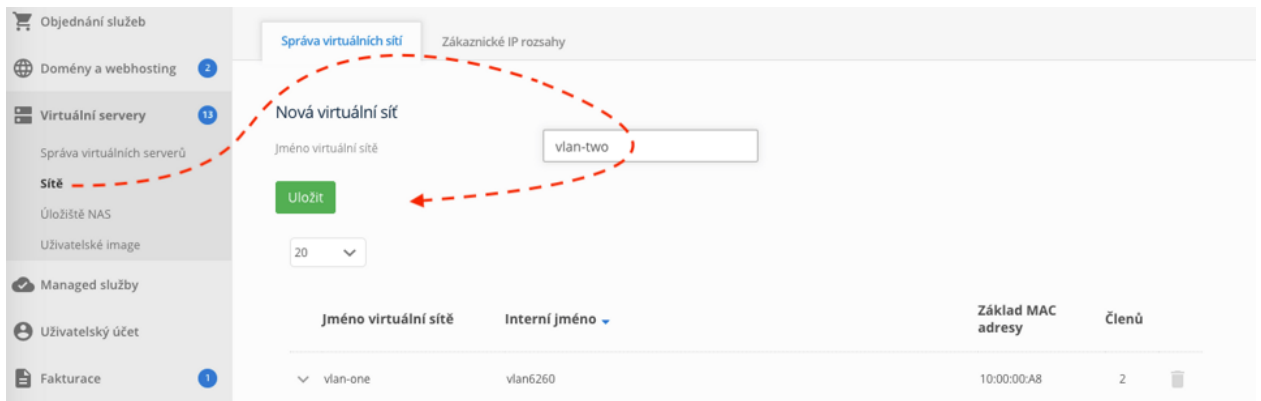 Objednání služeb
Domény a webhosting 2
Virtuální servery 13
Správa virtuálních serverů
Sítě
Úložiště NAS
Uživatelské image
Managed služby
Uživatelský účet
Fakturace 1
Správa virtuálních sítí Zákaznické IP rozsahy
Nová virtuální síť
Jméno virtuální sítě vlan-two
Uložit
20
Jméno virtuální sítě Interní jméno Základ MAC adresy Členů
vlan-one vlan6260 10:00:00:A8 2